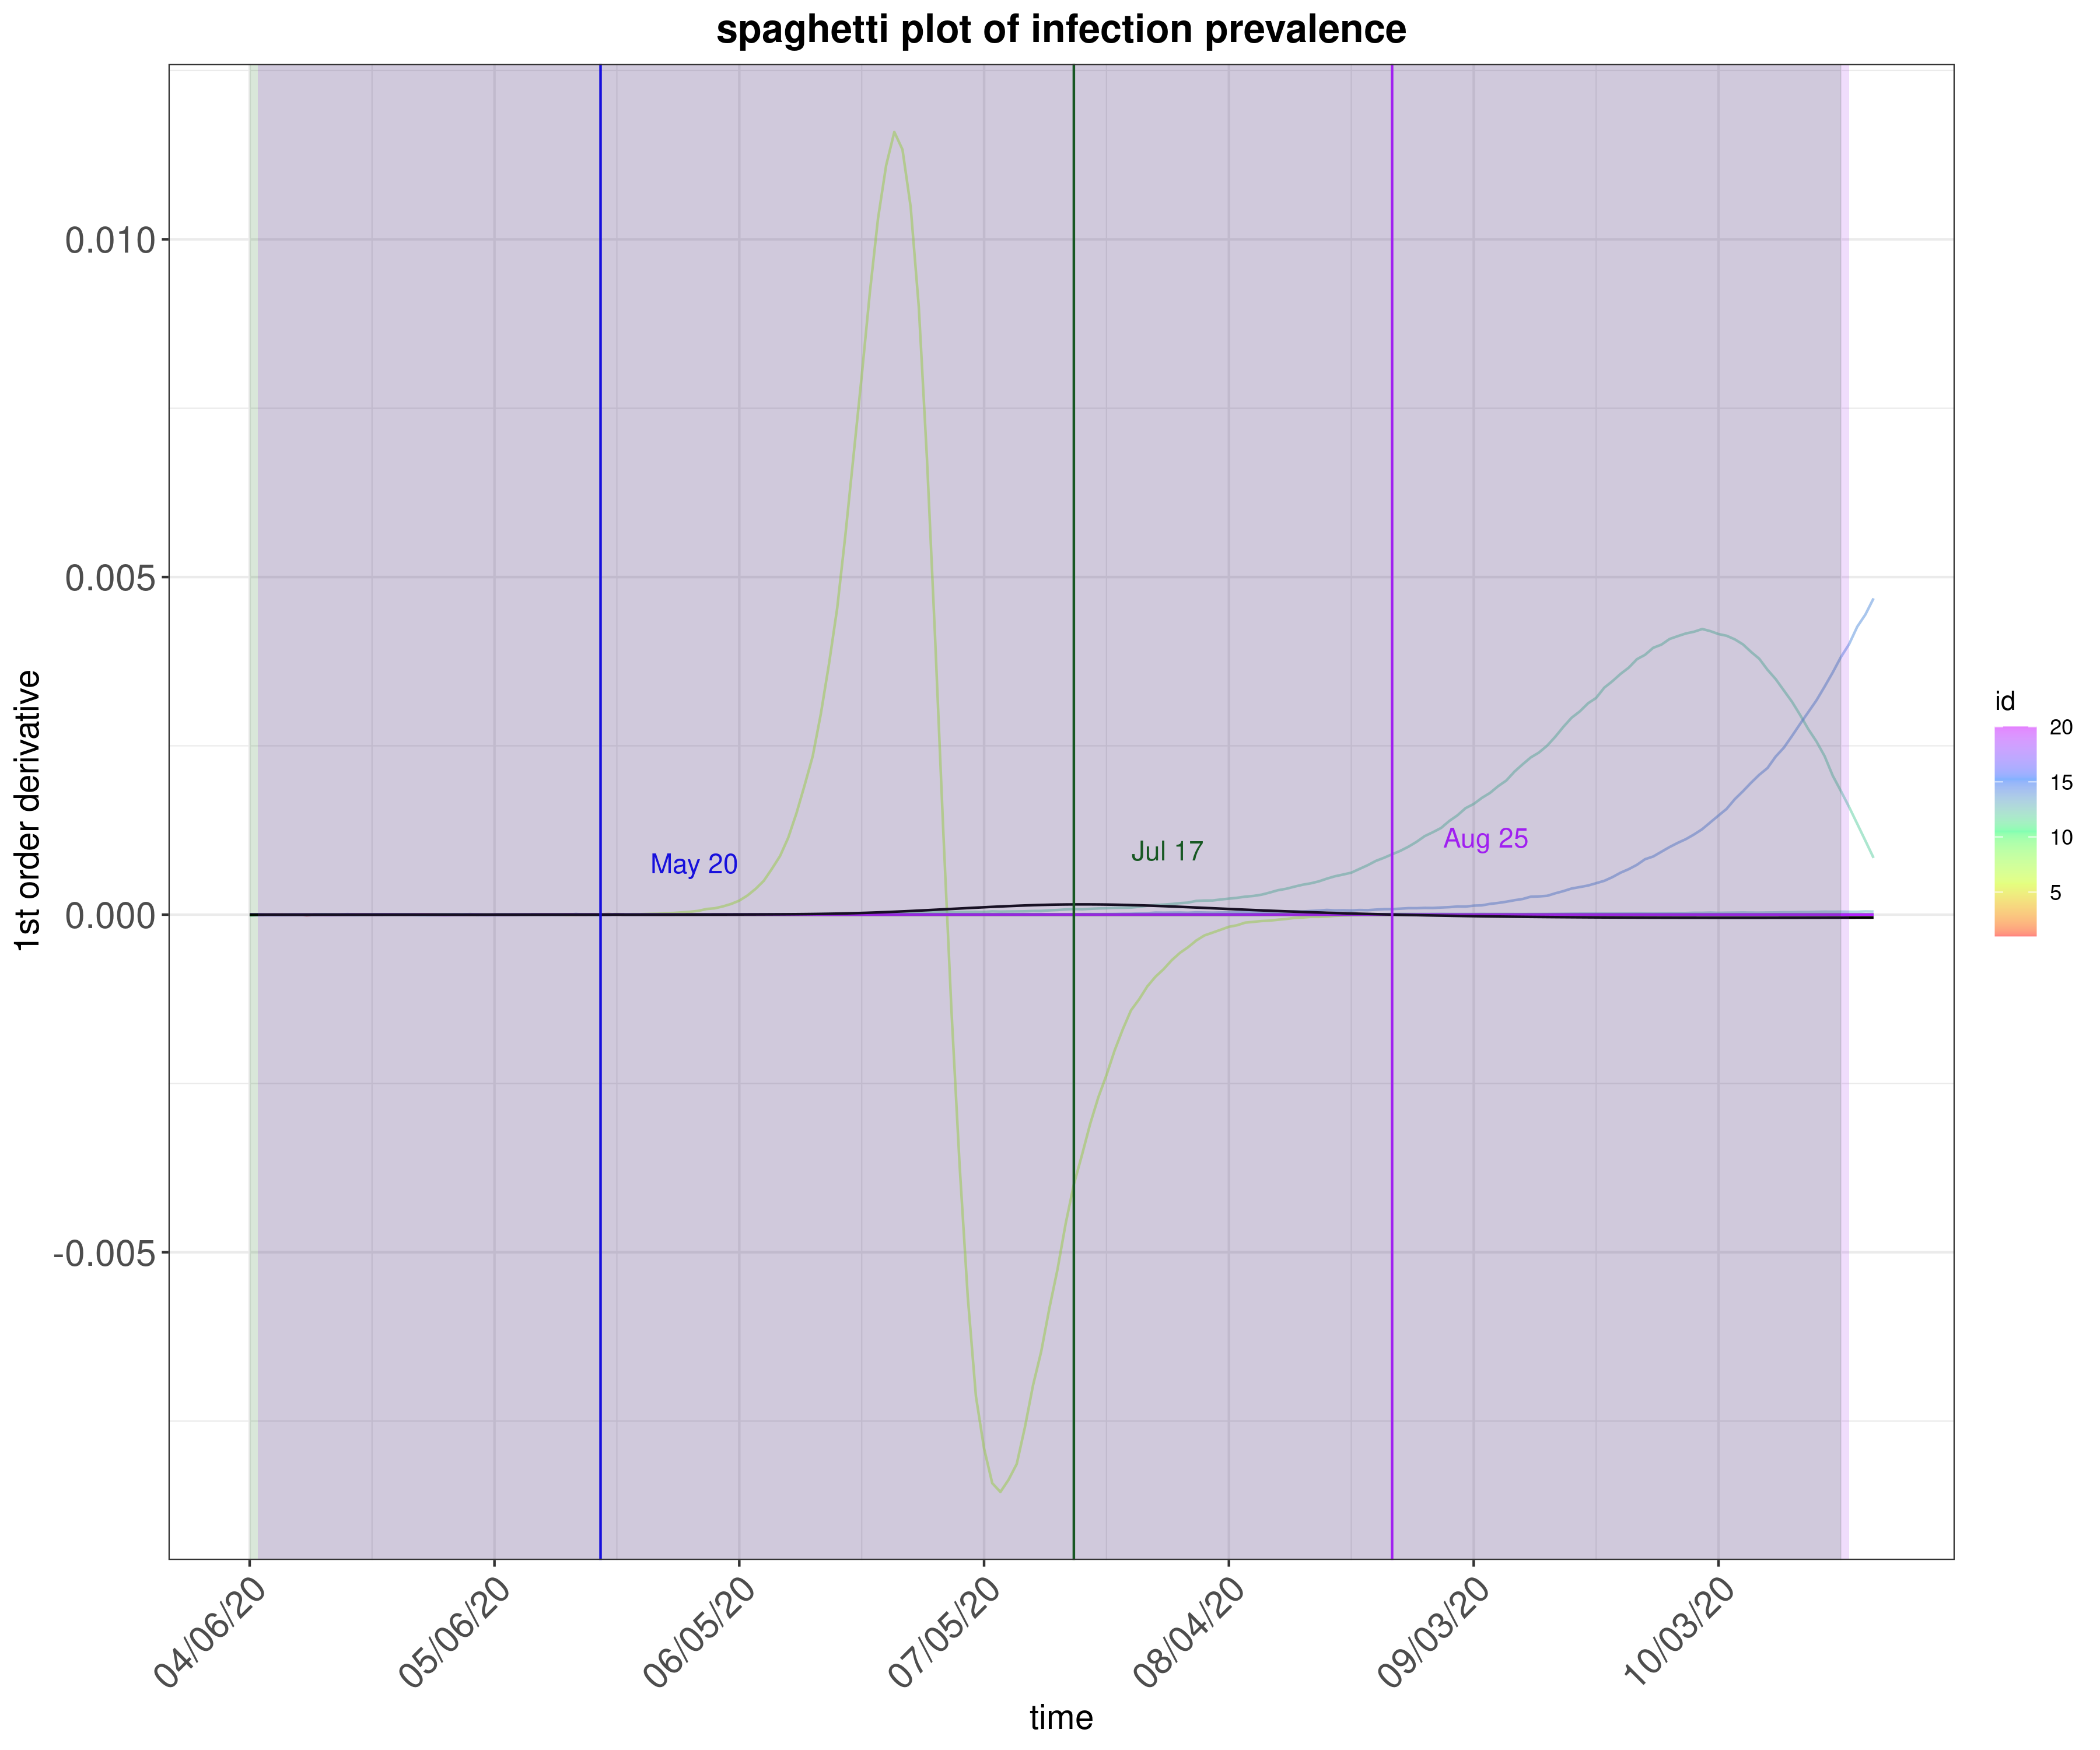 spaghetti plot of infection prevalence
1st order derivative
0.010
0.005
0.000
-0.005
May 20
Jul 17
Aug 25
04/06/20
05/06/20
06/05/20
07/05/20
08/04/20
09/03/20
10/03/20
time
id
20
15
10
5